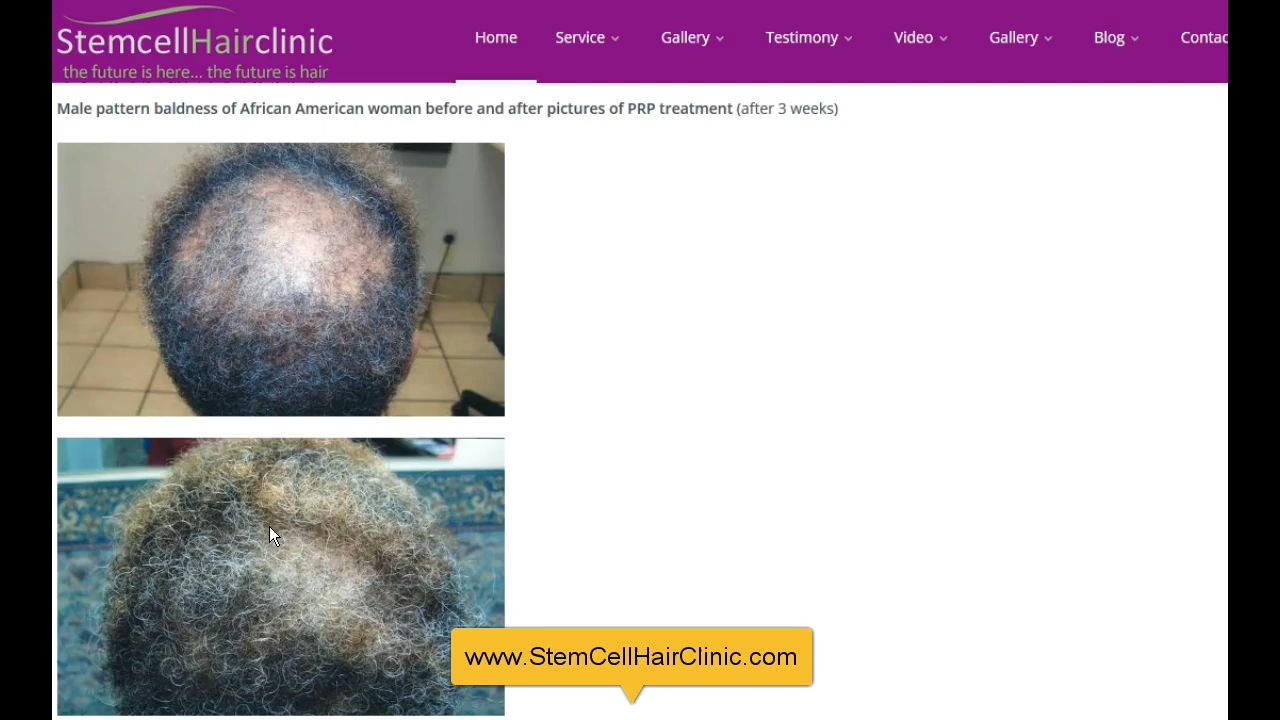 StemcellHairclinic
the future is here... the future is hair
Home Service Gallery Testimony Video Gallery Blog Contac
Male pattern baldness of African American woman before and after pictures of PRP treatment (after 3 weeks)
www.StemCellHairClinic.com